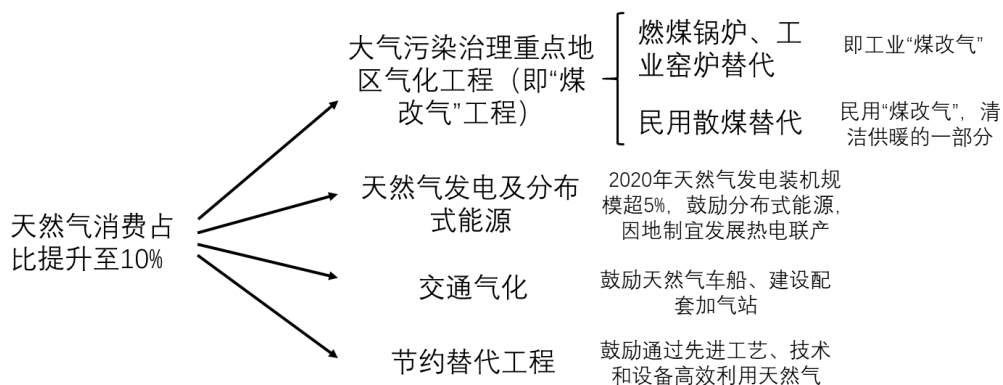 天然气消费占
比提升至10%
大气污染治理重点地
区气化工程（即“煤
改气”工程）
燃煤锅炉、工
业窑炉替代
即工业“煤改气”
民用散煤替代
民用“煤改气”，清
洁供暖的一部分
天然气发电及分布
式能源
2020年天然气发电装机规
模超5%，鼓励分布式能源，
因地制宜发展热电联产
交通气化
鼓励天然气车船、建设配
套加气站
节约替代工程
鼓励通过先进工艺、技术
和设备高效利用天然气